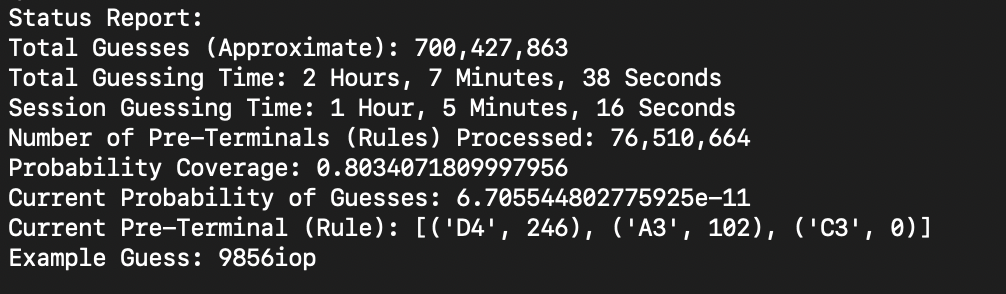 Status Report:
Total Guesses (Approximate): 700,427,863
Total Guessing Time: 2 Hours, 7 Minutes, 38 Seconds
Session Guessing Time: 1 Hour, 5 Minutes, 16 Seconds
Number of Pre-Terminals (Rules) Processed: 76,510,664
Probability Coverage: 0.8034071809997956
Current Probability of Guesses: 6.705544802775925e-11
Current Pre-Terminal (Rule): [('D4', 246), ('A3', 102), ('C3', 0)]
Example Guess: 9856iop